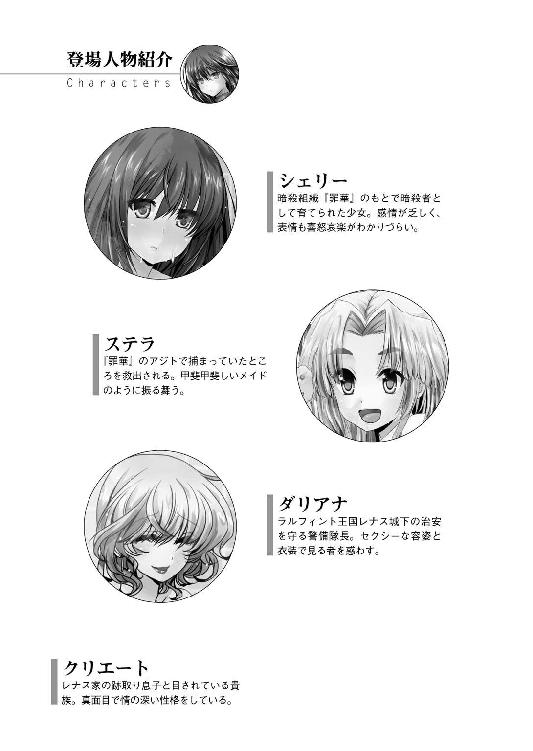 登場人物紹介
Characters
シェリー
暗殺組織『罪華』のもとで暗殺者
として育てられた少女。感情が乏しく、
表情も喜怒哀楽がわかりづらい。
ステラ
『罪華』のアジトで捕まっていたとこ
ろを救出される。甲斐甲斐しいメイド
のように振る舞う。
ダリアナ
ラルフィント王国レナス城下の治安
を守る警備隊長。セクシーな容姿と
衣装で見る者を惑わす。
クリエート
レナス家の跡取り息子と目されている貴
族。真面目で情の深い性格をしている。